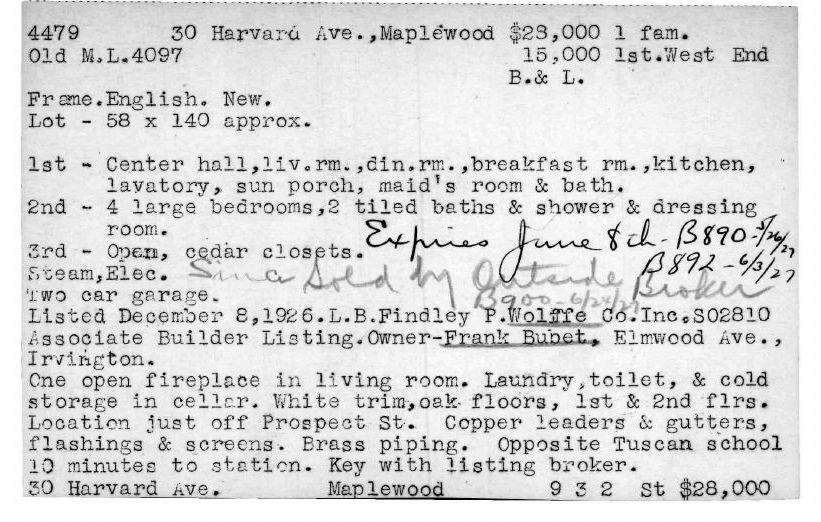 4479 30 Harvard Ave.,Maplewood $28,000 1 fam.
Old M.L.4097 15,000 1st.West End
B.& L.
Frame.English. New.
Lot - 58 x 140 approx.
1st - Center hall,liv.rm.,din.rm.,breakfast rm.,kitchen,
lavatory, sun porch, maid's room & bath.
2nd - 4 large bedrooms,2 tiled baths & shower & dressing
room.
3rd - Open, cedar closets. Expires June 8th - B890-5/26/27
Steam,Elec. Sold by Outside Broker B892-6/3/27
Two car garage. B900-6/24/27
Listed December 8,1926.L.B.Findley P.Wolffe Co.Inc.SO2810
Associate Builder Listing.Owner-Frank Bubet, Elmwood Ave.,
Irvington.
One open fireplace in living room. Laundry,toilet, & cold
storage in cellar. White trim,oak floors, 1st & 2nd flrs.
Location just off Prospect St. Copper leaders & gutters,
flashings & screens. Brass piping. Opposite Tuscan school
10 minutes to station. Key with listing broker.
30 Harvard Ave. Maplewood 9 3 2 St $28,000